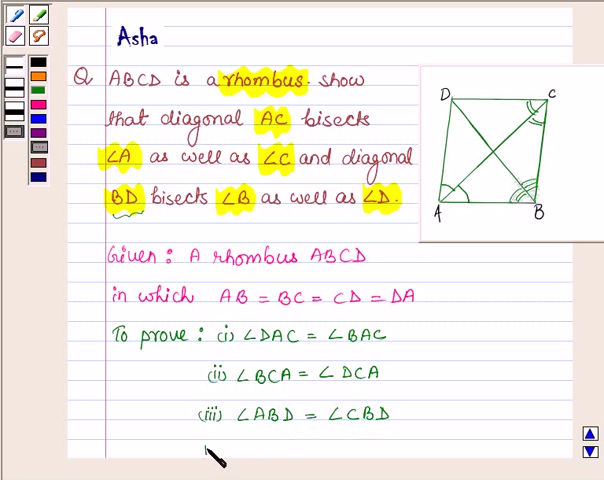 Asha
Q ABCD is a rhombus. show
that diagonal AC bisects
∠A as well as ∠C and diagonal
BD bisects ∠B as well as ∠D.
Given: A rhombus ABCD
in which AB = BC = CD = DA
To prove: (i) ∠DAC = ∠BAC
(ii) ∠BCA = ∠DCA
(iii) ∠ABD = ∠CBD
D C
A B